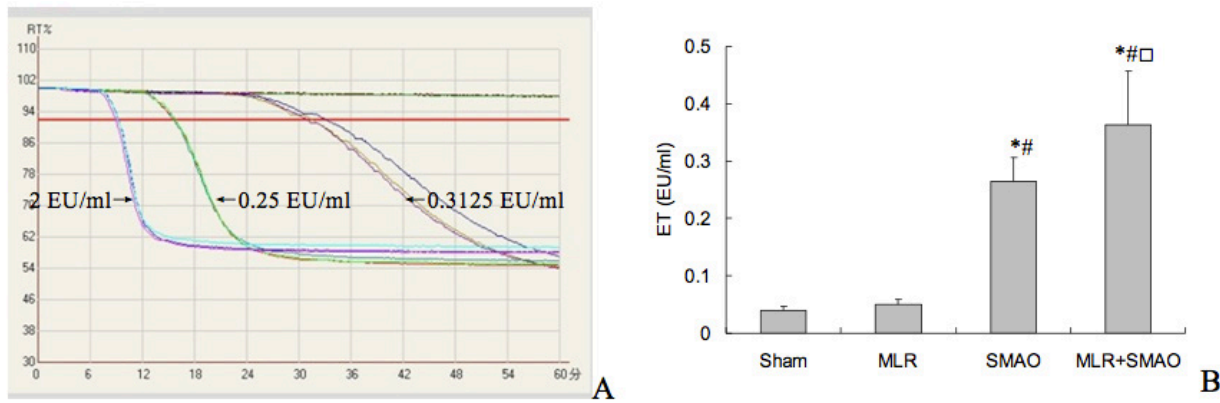 RT%
110
102
94
86
78
70
62
54
46
38
30
2 EU/ml
0.25 EU/ml
0.3125 EU/ml
0 6 12 18 24 30 36 42 48 54 60分
A
ET (EU/ml)
0.5
0.4
0.3
0.2
0.1
0
*#
*#□
Sham MLR SMAO MLR+SMAO
B